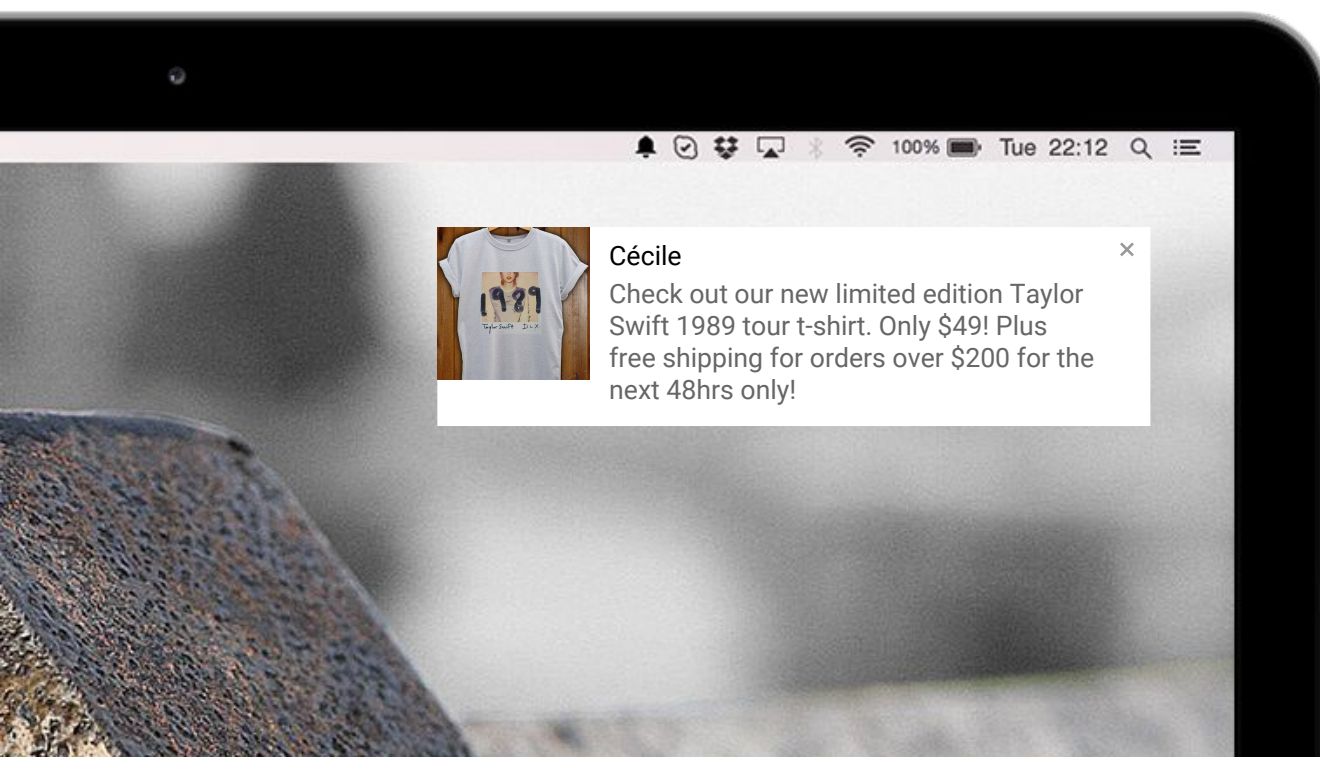 100% Tue 22:12
Cécile
Check out our new limited edition Taylor
Swift 1989 tour t-shirt. Only $49! Plus
free shipping for orders over $200 for the
next 48hrs only!
1989
Taylor Swift